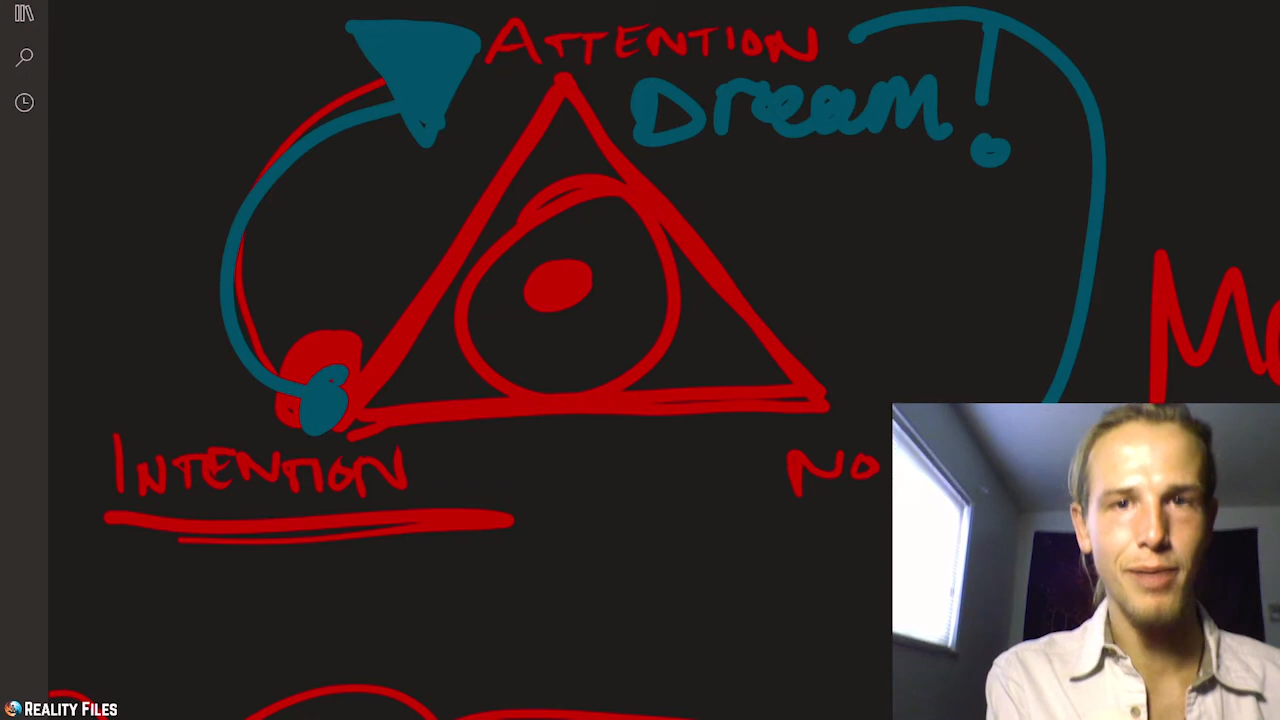 ATTENTION
Dream!
INTENTION
NO
REALITY FILES